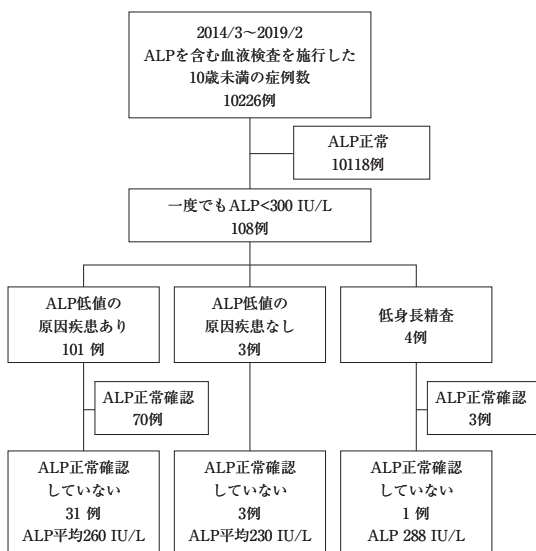 2014/3〜2019/2
ALPを含む血液検査を施行した
10歳未満の症例数
10226例
ALP正常
10118例
一度でもALP<300 IU/L
108例
ALP低値の
原因疾患あり
101 例
ALP低値の
原因疾患なし
3例
低身長精査
4例
ALP正常確認
70例
ALP正常確認
3例
ALP正常確認
していない
31 例
ALP平均260 IU/L
ALP正常確認
していない
3例
ALP平均230 IU/L
ALP正常確認
していない
1 例
ALP 288 IU/L